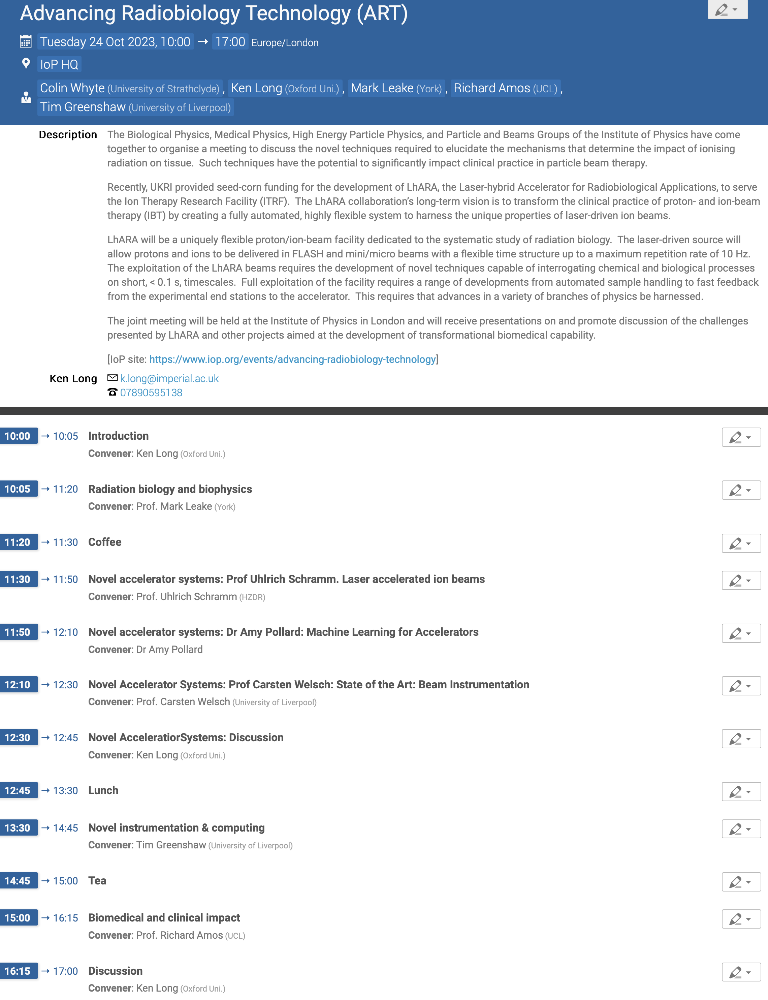 Advancing Radiobiology Technology (ART)
Tuesday 24 Oct 2023, 10:00 → 17:00 Europe/London
IoP HQ
Colin Whyte (University of Strathclyde) , Ken Long (Oxford Uni.) , Mark Leake (York) , Richard Amos (UCL) ,
Tim Greenshaw (University of Liverpool)
Description The Biological Physics, Medical Physics, High Energy Particle Physics, and Particle and Beams Groups of the Institute of Physics have come
together to organise a meeting to discuss the novel techniques required to elucidate the mechanisms that determine the impact of ionising
radiation on tissue. Such techniques have the potential to significantly impact clinical practice in particle beam therapy.
Recently, UKRI provided seed-corn funding for the development of LhARA, the Laser-hybrid Accelerator for Radiobiological Applications, to serve
the Ion Therapy Research Facility (ITRF). The LhARA collaboration's long-term vision is to transform the clinical practice of proton- and ion-beam
therapy (IBT) by creating a fully automated, highly flexible system to harness the unique properties of laser-driven ion beams.
LhARA will be a uniquely flexible proton/ion-beam facility dedicated to the systematic study of radiation biology. The laser-driven source will
allow protons and ions to be delivered in FLASH and mini/micro beams with a flexible time structure up to a maximum repetition rate of 10 Hz.
The exploitation of the LhARA beams requires the development of novel techniques capable of interrogating chemical and biological processes
on short, < 0.1 s, timescales. Full exploitation of the facility requires a range of developments from automated sample handling to fast feedback
from the experimental end stations to the accelerator. This requires that advances in a variety of branches of physics be harnessed.
The joint meeting will be held at the Institute of Physics in London and will receive presentations on and promote discussion of the challenges
presented by LhARA and other projects aimed at the development of transformational biomedical capability.
[IoP site: https://www.iop.org/events/advancing-radiobiology-technology]
Ken Long k.long@imperial.ac.uk
07890595138
10:00 → 10:05 Introduction
Convener: Ken Long (Oxford Uni.)
10:05 → 11:20 Radiation biology and biophysics
Convener: Prof. Mark Leake (York)
11:20 → 11:30 Coffee
11:30 → 11:50 Novel accelerator systems: Prof Uhlrich Schramm. Laser accelerated ion beams
Convener: Prof. Uhlrich Schramm (HZDR)
11:50 → 12:10 Novel accelerator systems: Dr Amy Pollard: Machine Learning for Accelerators
Convener: Dr Amy Pollard
12:10 → 12:30 Novel Accelerator Systems: Prof Carsten Welsch: State of the Art: Beam Instrumentation
Convener: Prof. Carsten Welsch (University of Liverpool)
12:30 → 12:45 Novel AcceleratiorSystems: Discussion
Convener: Ken Long (Oxford Uni.)
12:45 → 13:30 Lunch
13:30 → 14:45 Novel instrumentation & computing
Convener: Tim Greenshaw (University of Liverpool)
14:45 → 15:00 Tea
15:00 → 16:15 Biomedical and clinical impact
Convener: Prof. Richard Amos (UCL)
16:15 → 17:00 Discussion
Convener: Ken Long (Oxford Uni.)